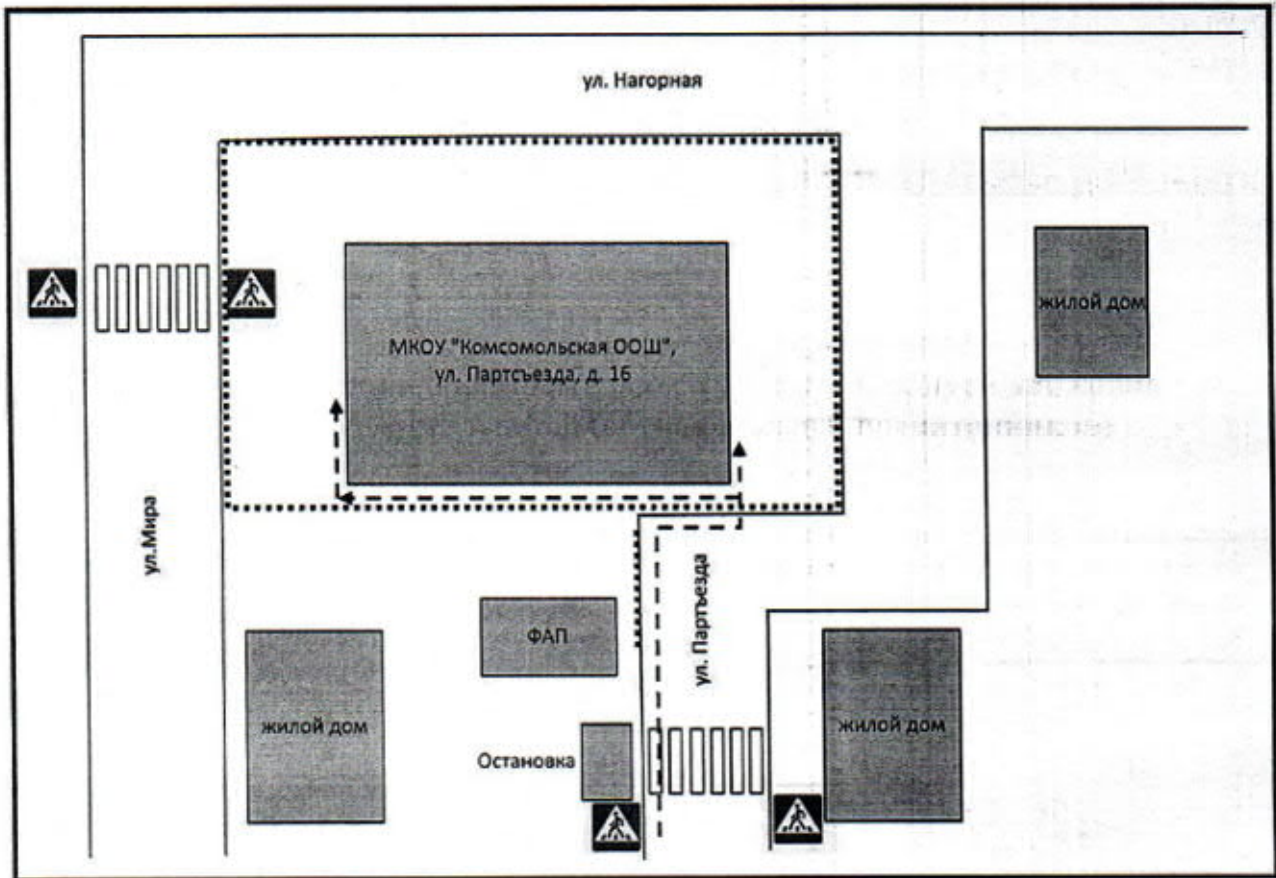 ул. Нагорная
жилой дом
МКОУ "Комсомольская ООШ",
ул. Партсъезда, д. 16
ул.Мира
ул. Партъезда
ФАП
жилой дом
жилой дом
Остановка